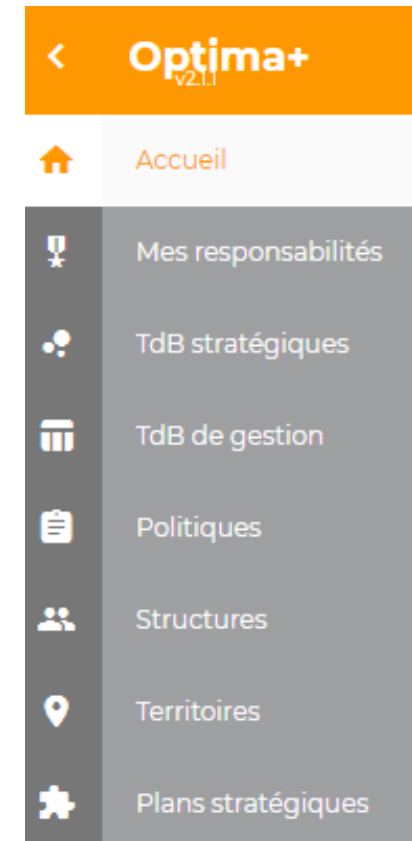 Optima+
v2.1.1
Accueil
Mes responsabilités
TdB stratégiques
TdB de gestion
Politiques
Structures
Territoires
Plans stratégiques